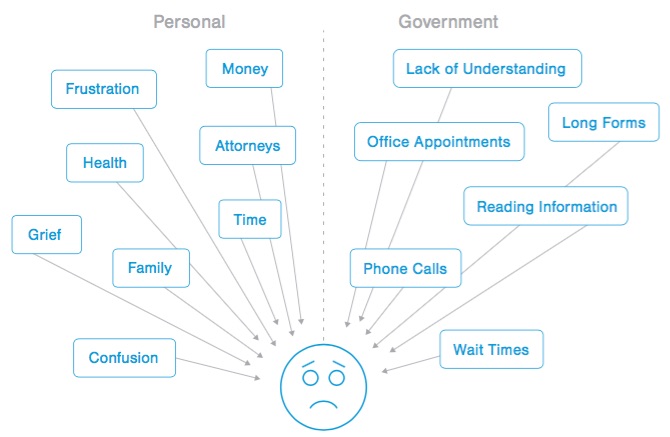 Personal
Government
Money
Lack of Understanding
Frustration
Long Forms
Attorneys
Office Appointments
Health
Time
Reading Information
Grief
Family
Phone Calls
Confusion
Wait Times